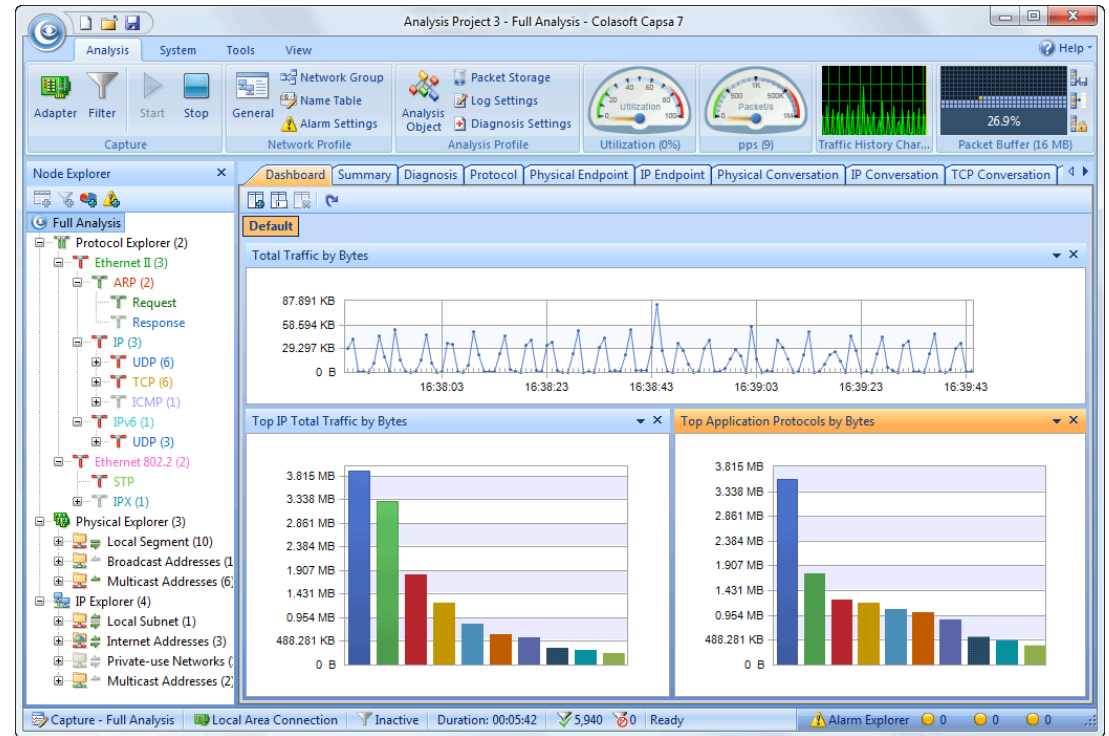 Analysis Project 3 - Full Analysis - Colasoft Capsa 7
Analysis System Tools View Help
Adapter Filter Start Stop
Capture
General
Network Group
Name Table
Alarm Settings
Network Profile
Analysis Object
Packet Storage
Log Settings
Diagnosis Settings
Analysis Profile
0 20 40 60 80 100
Utilization
Utilization (0%)
0 500 1K 500K 1M
Packet/s
pps (9)
Traffic History Char...
26.9%
Packet Buffer (16 MB)
Node Explorer
Full Analysis
Protocol Explorer (2)
Ethernet II (3)
ARP (2)
Request
Response
IP (3)
UDP (6)
TCP (6)
ICMP (1)
IPv6 (1)
UDP (3)
Ethernet 802.2 (2)
STP
IPX (1)
Physical Explorer (3)
Local Segment (10)
Broadcast Addresses (1
Multicast Addresses (6)
IP Explorer (4)
Local Subnet (1)
Internet Addresses (3)
Private-use Networks (
Multicast Addresses (2)
Dashboard Summary Diagnosis Protocol Physical Endpoint IP Endpoint Physical Conversation IP Conversation TCP Conversation
Default
Total Traffic by Bytes
87.891 KB
58.594 KB
29.297 KB
0 B
16:38:03 16:38:23 16:38:43 16:39:03 16:39:23 16:39:43
Top IP Total Traffic by Bytes
3.815 MB
3.338 MB
2.861 MB
2.384 MB
1.907 MB
1.431 MB
0.954 MB
488.281 KB
0 B
Top Application Protocols by Bytes
3.815 MB
3.338 MB
2.861 MB
2.384 MB
1.907 MB
1.431 MB
0.954 MB
488.281 KB
0 B
Capture - Full Analysis Local Area Connection Inactive Duration: 00:05:42 5,940 0 Ready Alarm Explorer 0 0 0